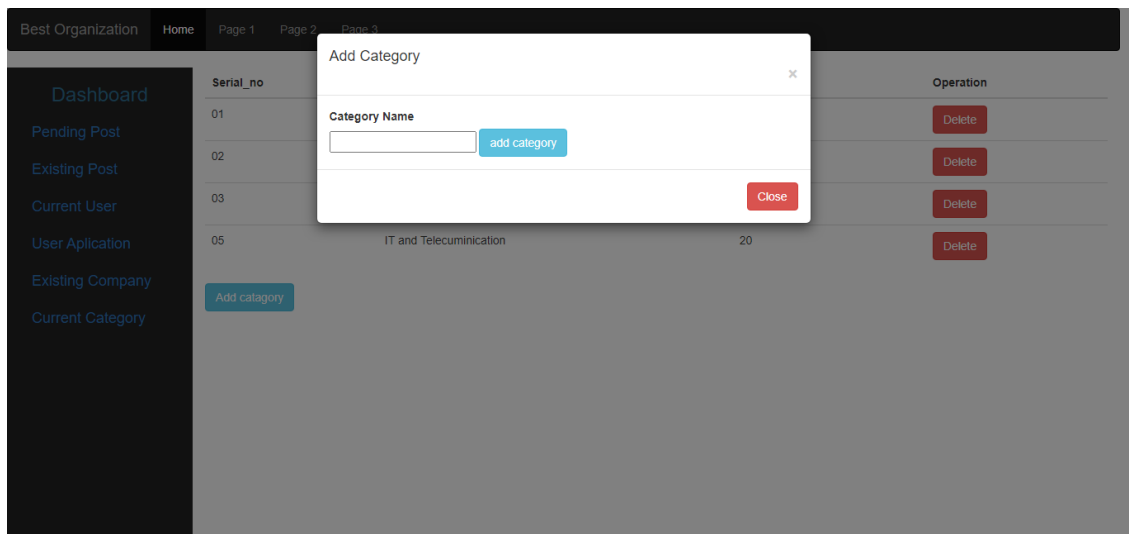 Best Organization Home Page 1 Page 2 Page 3
Add Category
×
Dashboard
Pending Post
Existing Post
Current User
User Aplication
Existing Company
Current Category
Serial_no Operation
01 Delete
02 Delete
03 Delete
05 IT and Telecuminication 20 Delete
Add catagory
Category Name
add category
Close